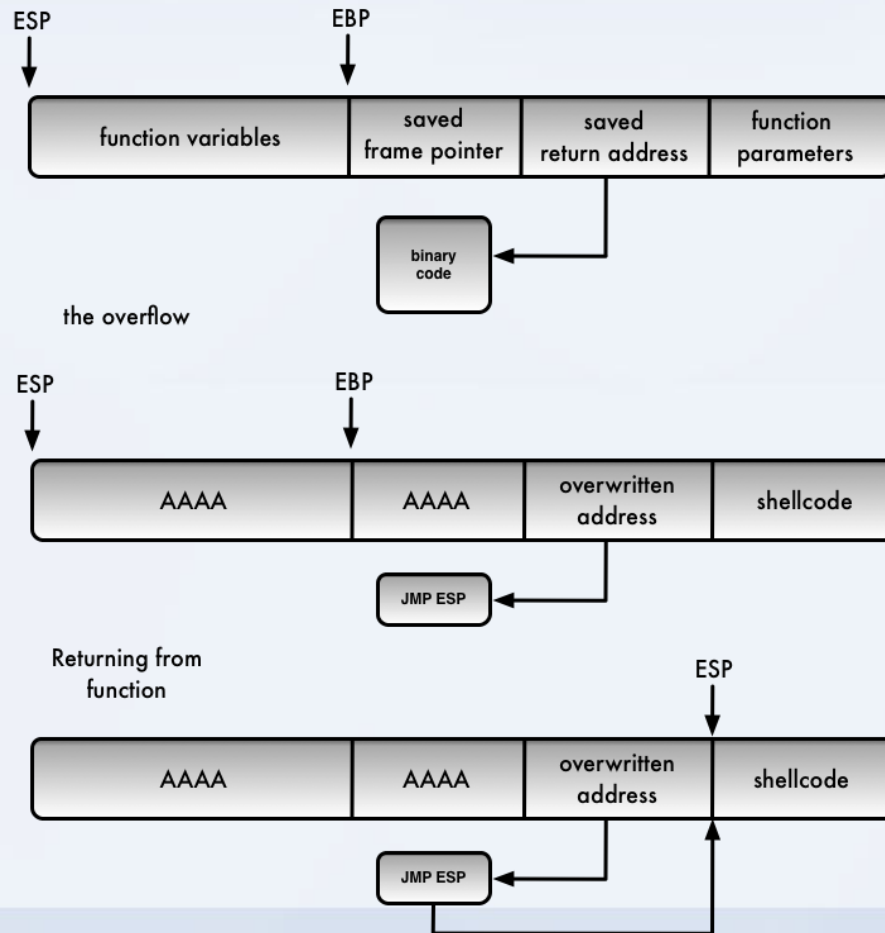 ESP
EBP
function variables
saved
frame pointer
saved
return address
function
parameters
binary
code
the overflow
ESP
EBP
AAAA
AAAA
overwritten
address
shellcode
JMP ESP
Returning from
function
ESP
AAAA
AAAA
overwritten
address
shellcode
JMP ESP